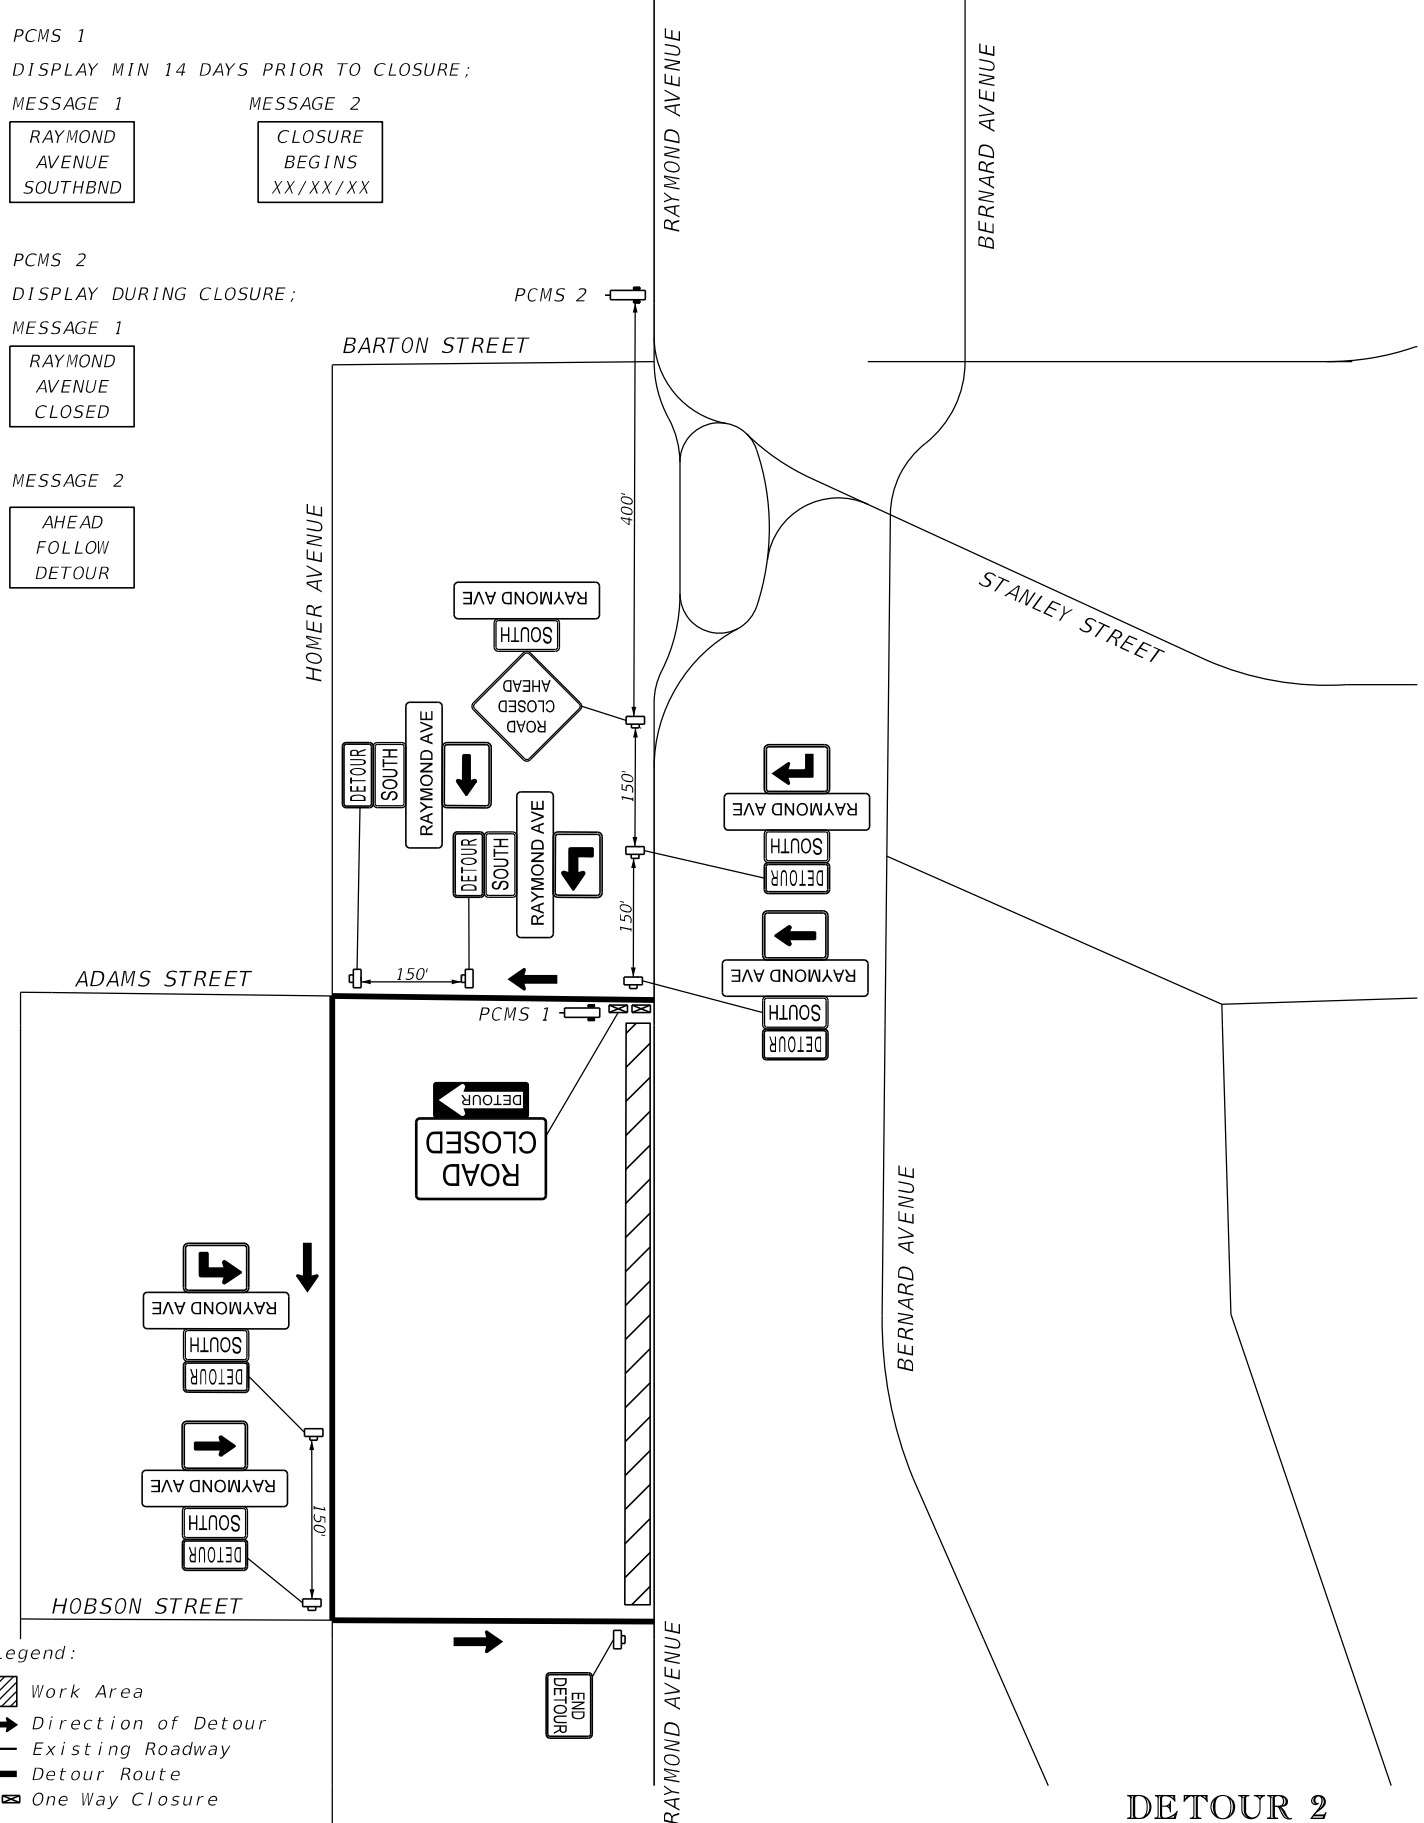 PCMS 1
DISPLAY MIN 14 DAYS PRIOR TO CLOSURE;
MESSAGE 1
RAYMOND
AVENUE
SOUTHBND
MESSAGE 2
CLOSURE
BEGINS
XX/XX/XX
PCMS 2
DISPLAY DURING CLOSURE;
MESSAGE 1
RAYMOND
AVENUE
CLOSED
MESSAGE 2
AHEAD
FOLLOW
DETOUR
RAYMOND AVENUE
BERNARD AVENUE
PCMS 2
BARTON STREET
HOMER AVENUE
400'
STANLEY STREET
RAYMOND AVE
SOUTH
ROAD
CLOSED
AHEAD
150'
DETOUR
SOUTH
RAYMOND AVE
DETOUR
SOUTH
RAYMOND AVE
150'
DETOUR
SOUTH
RAYMOND AVE
DETOUR
SOUTH
RAYMOND AVE
ADAMS STREET
150'
PCMS 1
DETOUR
ROAD
CLOSED
BERNARD AVENUE
DETOUR
SOUTH
RAYMOND AVE
DETOUR
SOUTH
RAYMOND AVE
150'
HOBSON STREET
END
DETOUR
RAYMOND AVENUE
Legend:
Work Area
Direction of Detour
Existing Roadway
Detour Route
One Way Closure
DETOUR 2